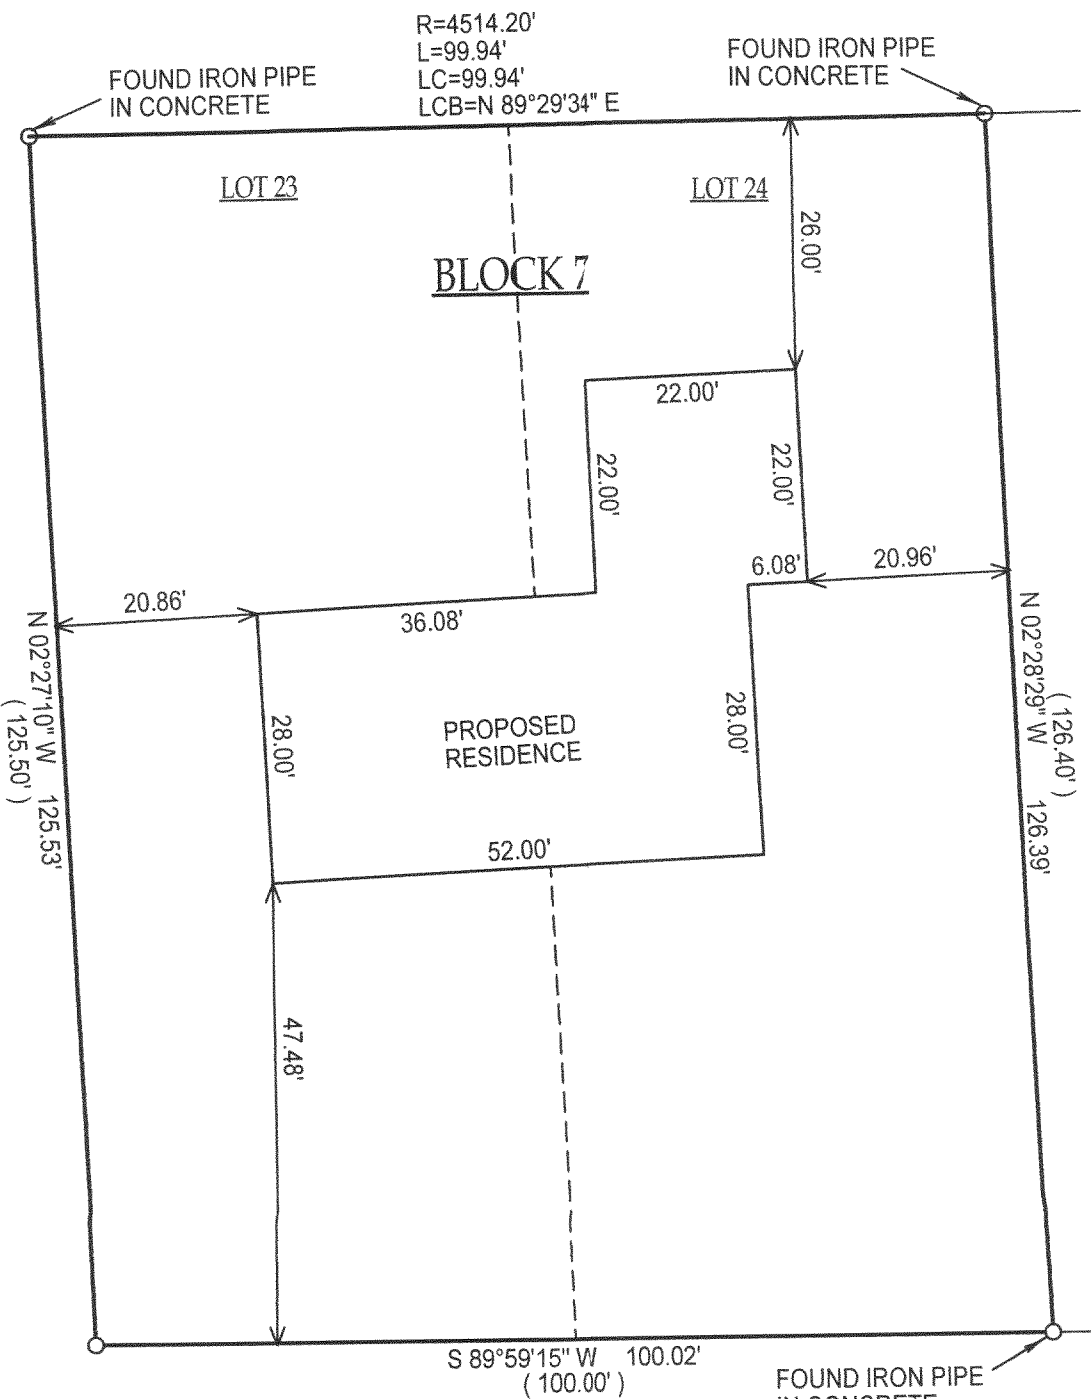 R=4514.20'
L=99.94'
LC=99.94'
LCB=N 89°29'34" E
FOUND IRON PIPE
IN CONCRETE
FOUND IRON PIPE
IN CONCRETE
LOT 23
LOT 24
26.00'
BLOCK 7
22.00'
22.00'
22.00'
6.08'
20.96'
20.86'
36.08'
N 02°27'10" W 125.53'
( 125.50' )
28.00'
PROPOSED
RESIDENCE
28.00'
N 02°28'29" W 126.39'
( 126.40' )
52.00'
47.48'
S 89°59'15" W 100.02'
( 100.00' )
FOUND IRON PIPE
IN CONCRETE